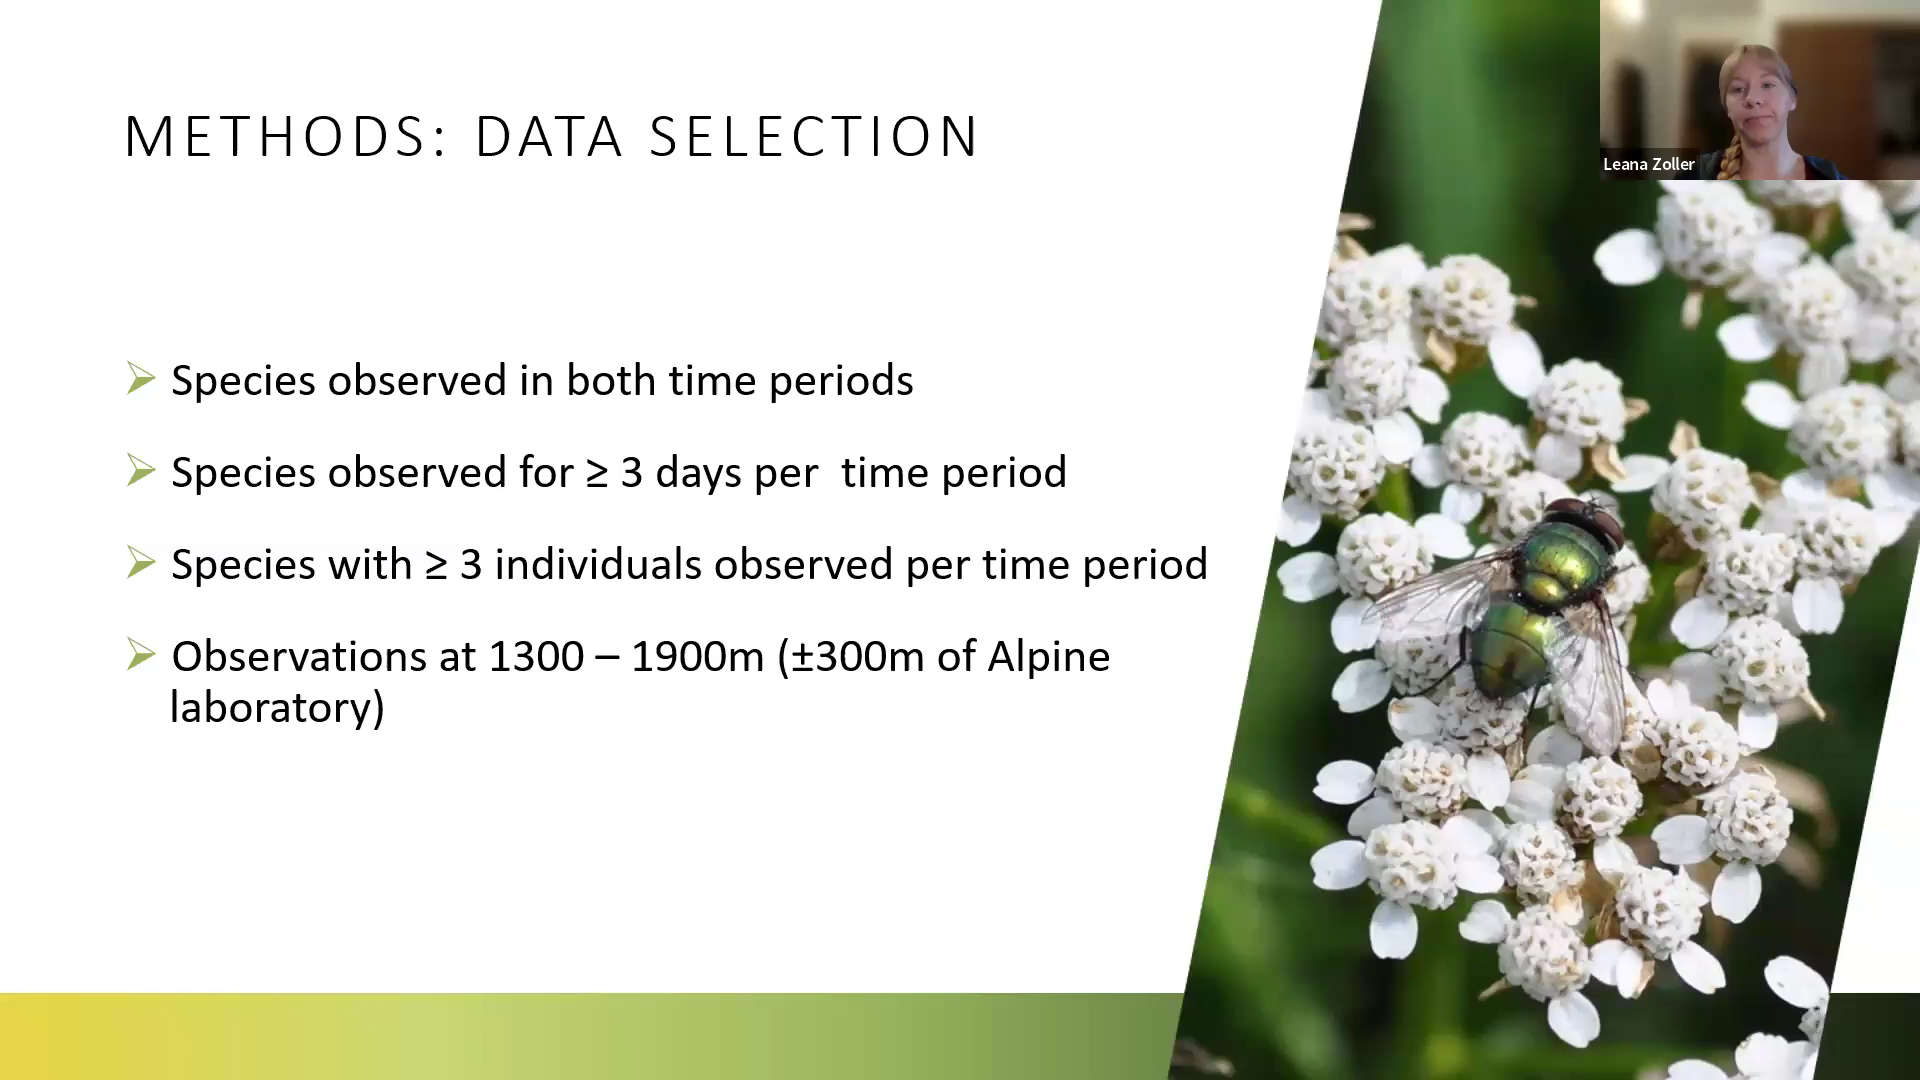 METHODS: DATA SELECTION
Leana Zoller
Species observed in both time periods
Species observed for ≥ 3 days per  time period
Species with ≥ 3 individuals observed per time period
Observations at 1300 – 1900m (±300m of Alpine
laboratory)